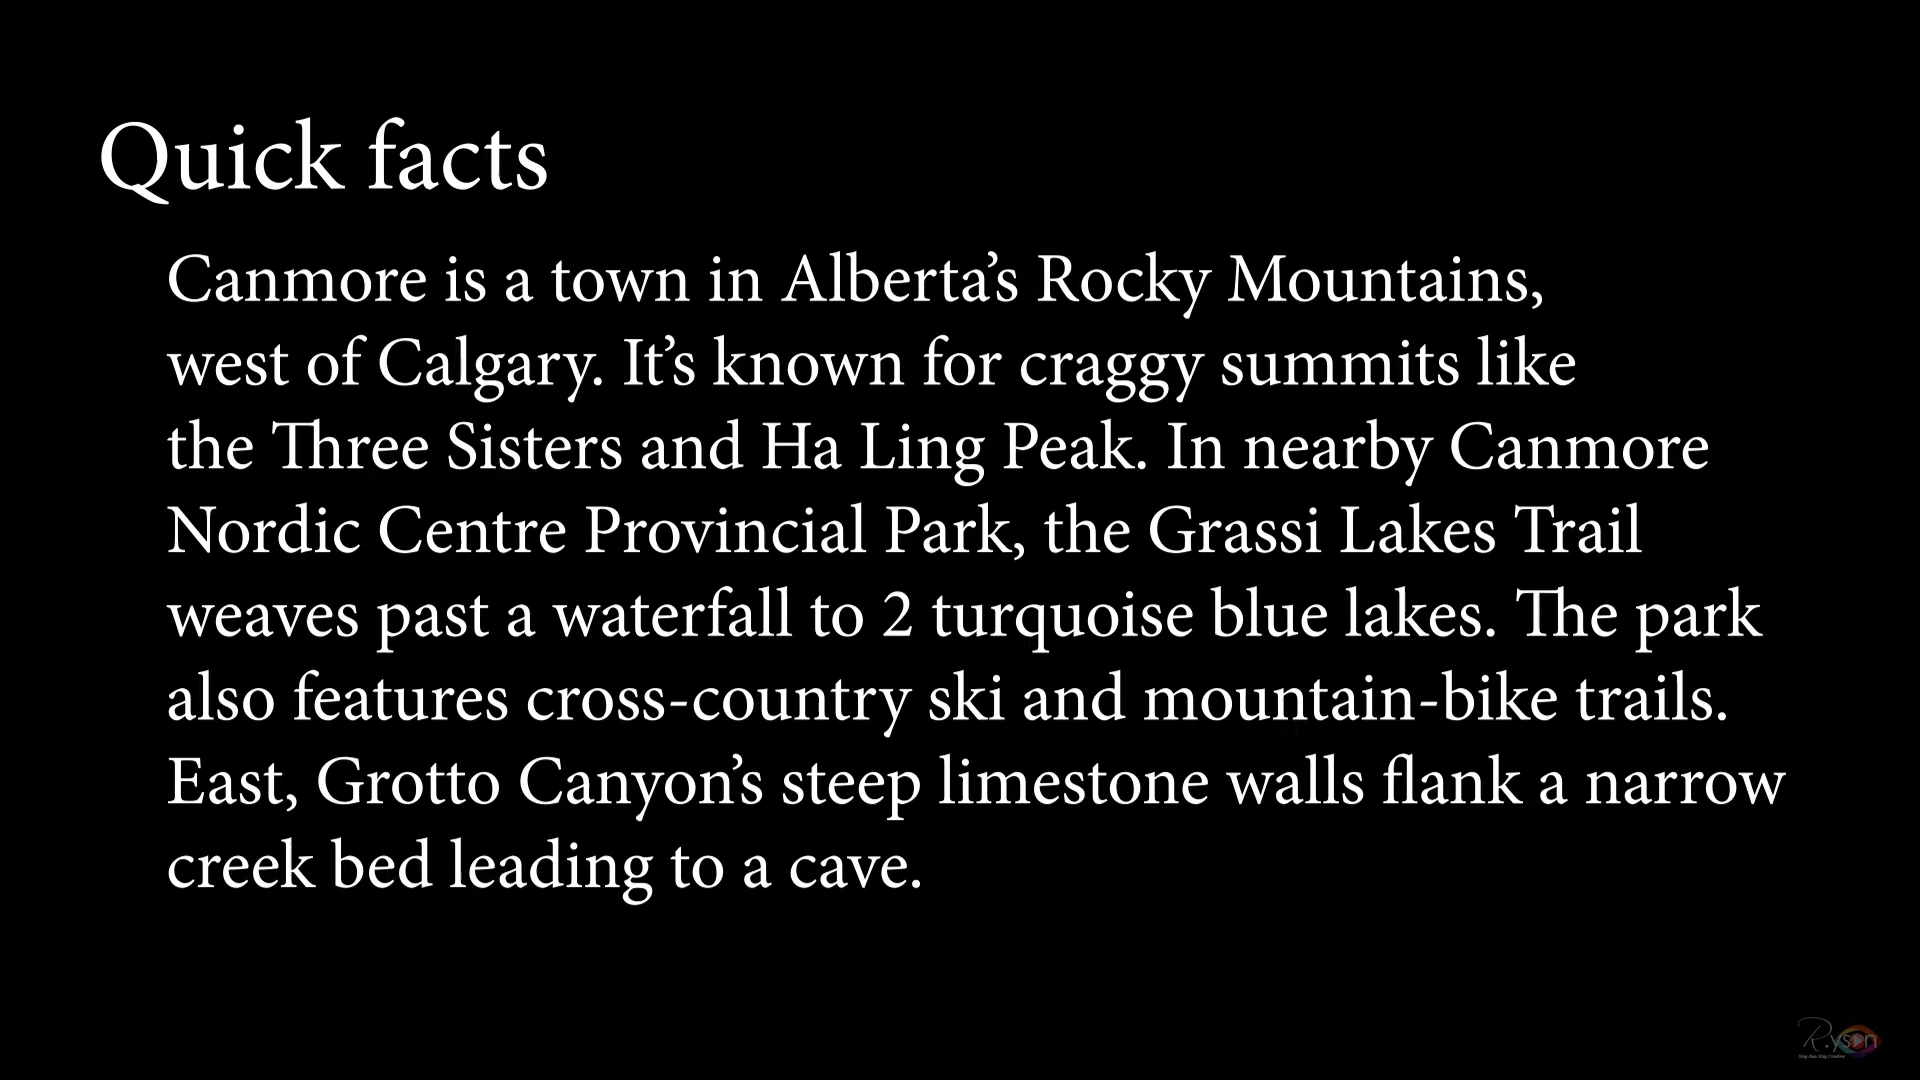 Quick facts
Canmore is a town in Alberta’s Rocky Mountains,
west of Calgary. It’s known for craggy summits like
the Three Sisters and Ha Ling Peak. In nearby Canmore
Nordic Centre Provincial Park, the Grassi Lakes Trail
weaves past a waterfall to 2 turquoise blue lakes. The park
also features cross-country ski and mountain-bike trails.
East, Grotto Canyon’s steep limestone walls flank a narrow
creek bed leading to a cave.
R.yson